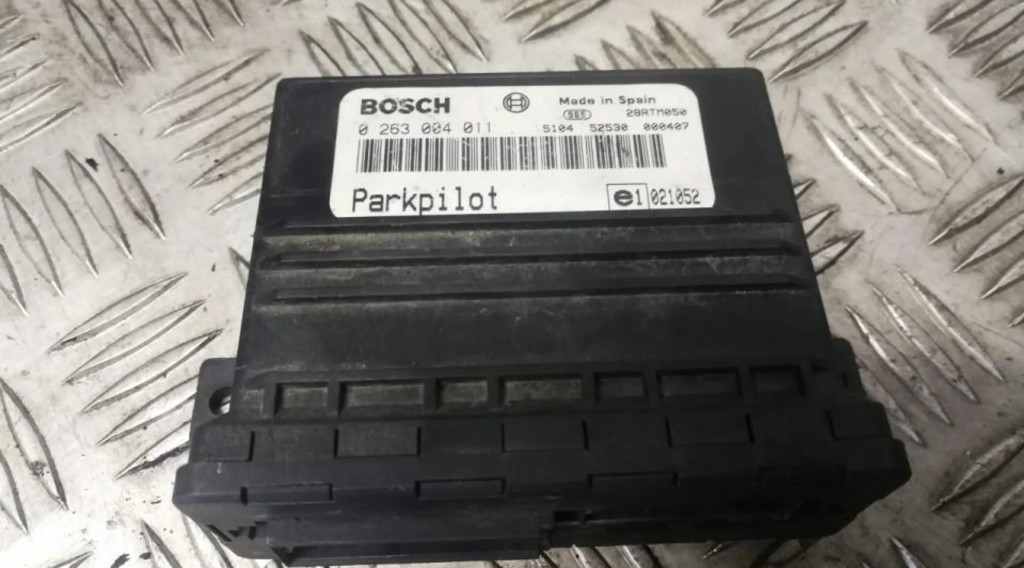 BOSCH
Made in Spain
0 263 004 011
28RTM050
5104 52530 000407
Parkpilot
e1 021052